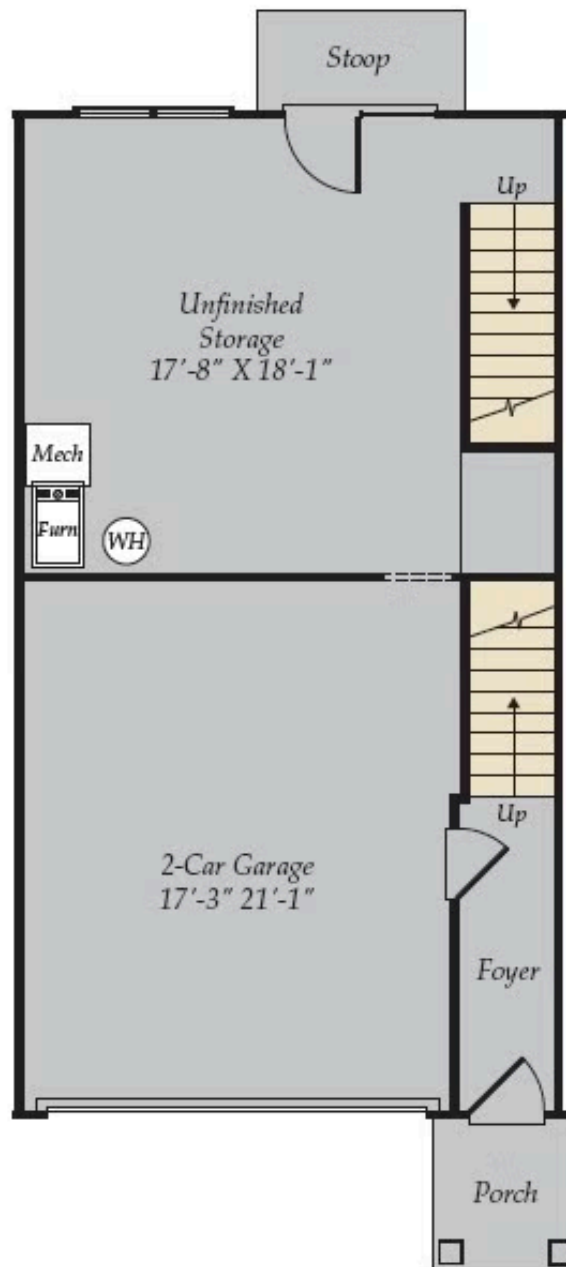 Stoop
Up
Unfinished
Storage
17'-8" X 18'-1"
Mech
Furn
WH
Up
2-Car Garage
17'-3" 21'-1"
Foyer
Porch